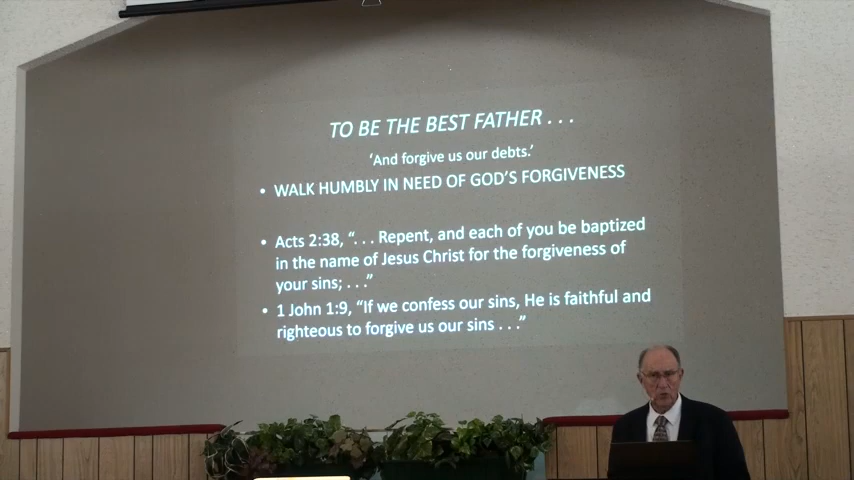 TO BE THE BEST FATHER . . .
‘And forgive us our debts.’
• WALK HUMBLY IN NEED OF GOD’S FORGIVENESS
• Acts 2:38, “. . . Repent, and each of you be baptized
in the name of Jesus Christ for the forgiveness of
your sins; . . .”
• 1 John 1:9, “If we confess our sins, He is faithful and
righteous to forgive us our sins . . .”